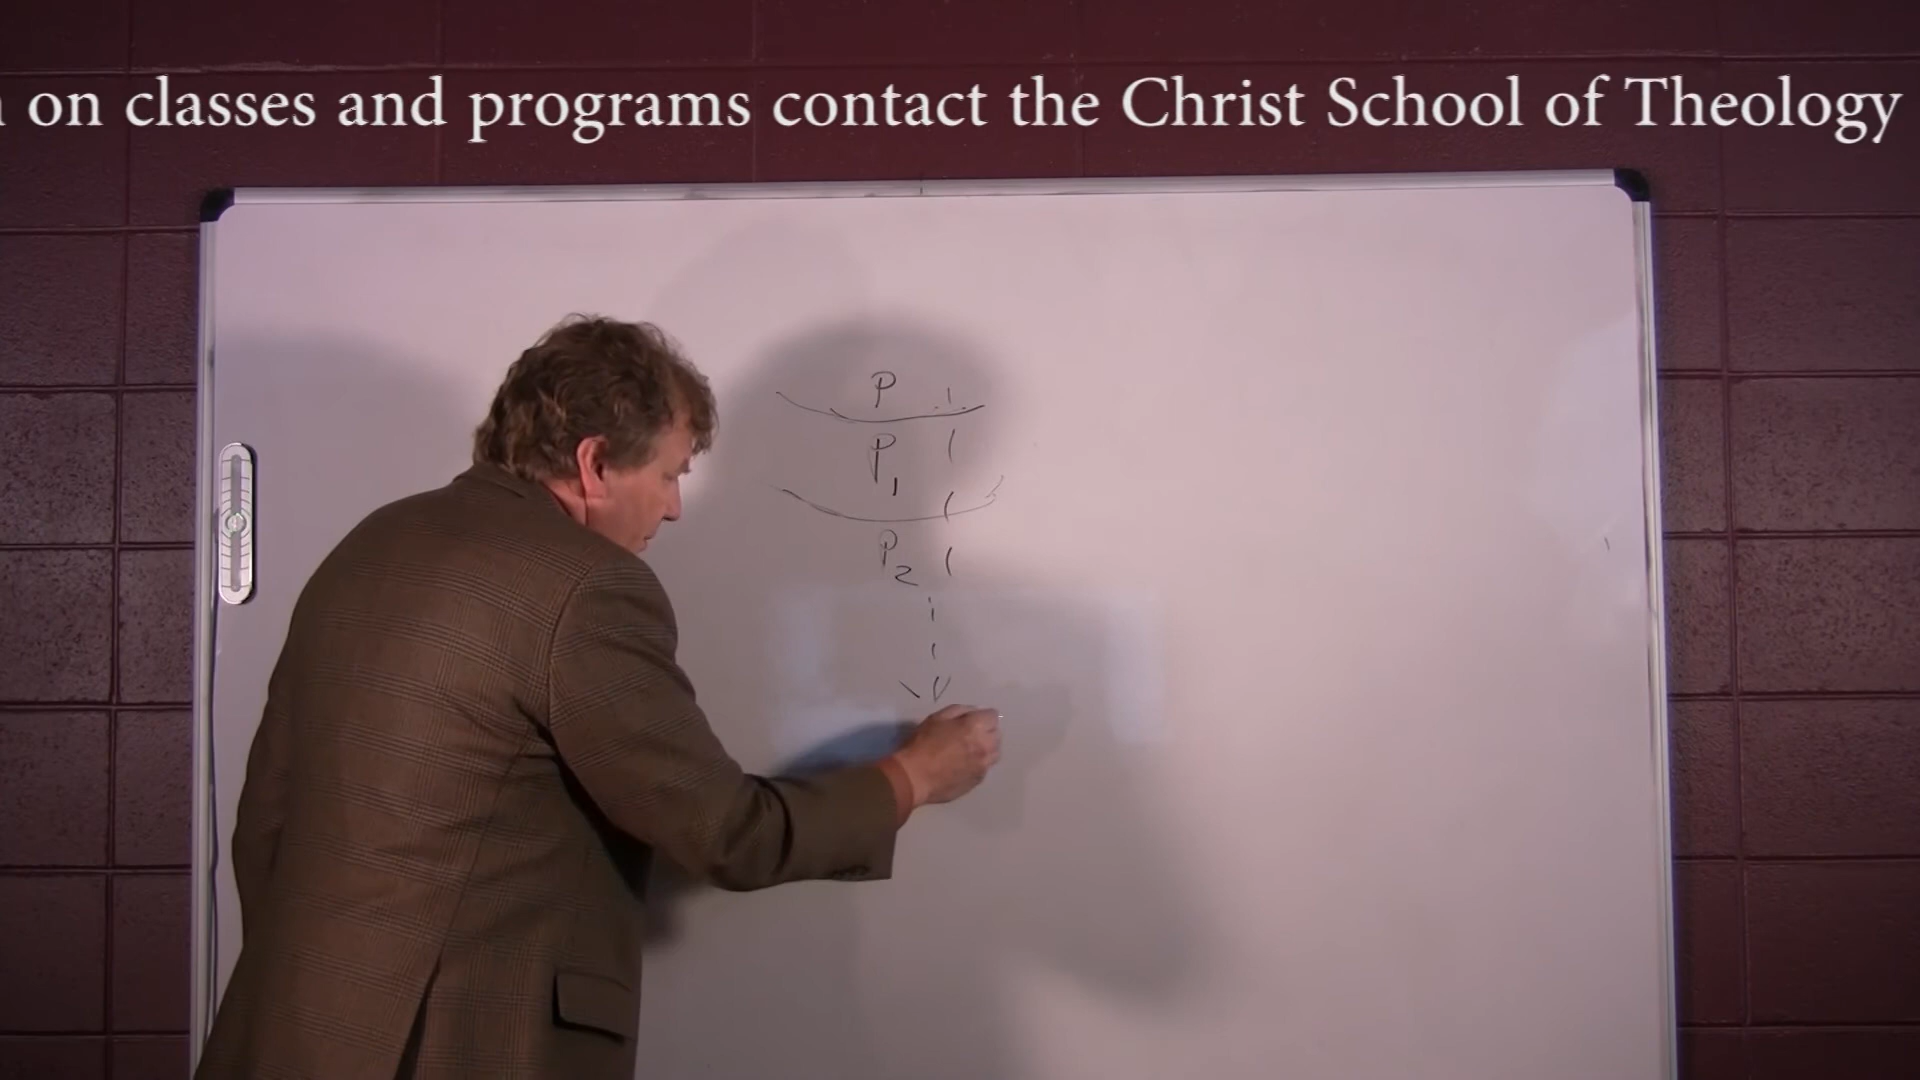 on classes and programs contact the Christ School of Theology
P
P1
P2